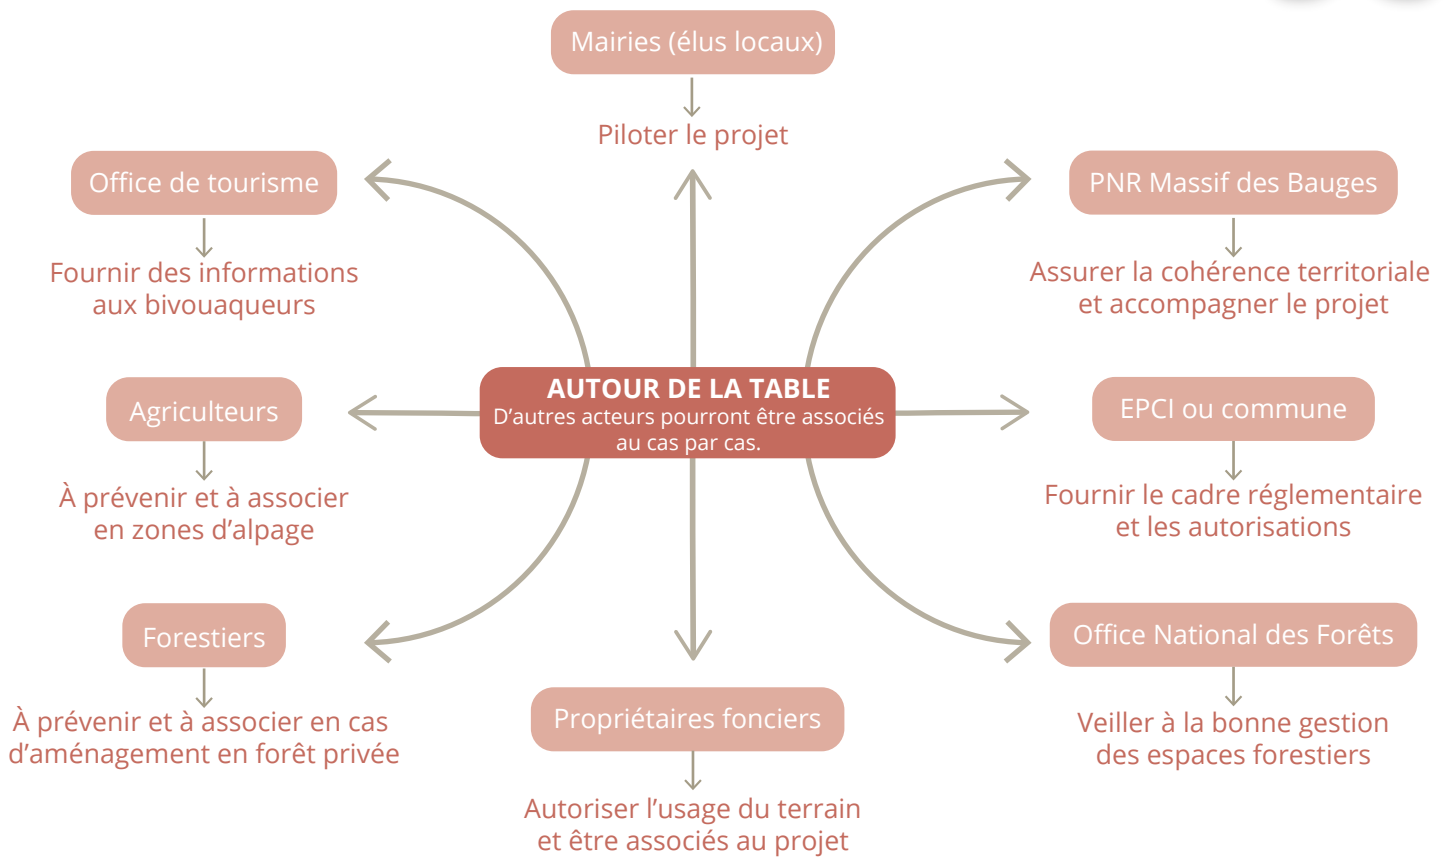 Mairies (élus locaux)
Piloter le projet
Office de tourisme
Fournir des informations
aux bivouaqueurs
PNR Massif des Bauges
Assurer la cohérence territoriale
et accompagner le projet
AUTOUR DE LA TABLE
D'autres acteurs pourront être associés
au cas par cas.
Agriculteurs
À prévenir et à associer
en zones d'alpage
EPCI ou commune
Fournir le cadre réglementaire
et les autorisations
Forestiers
À prévenir et à associer en cas
d'aménagement en forêt privée
Office National des Forêts
Veiller à la bonne gestion
des espaces forestiers
Propriétaires fonciers
Autoriser l'usage du terrain
et être associés au projet